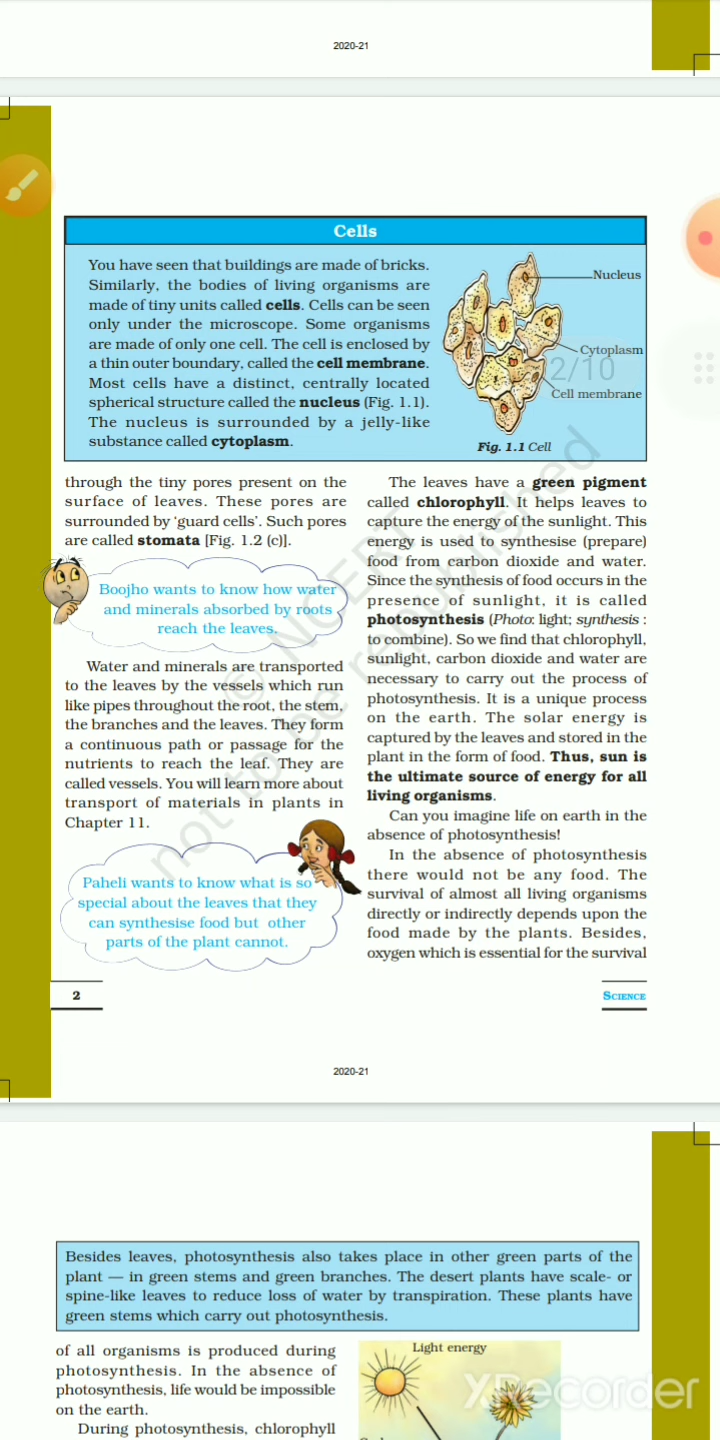 2020-21
Cells
You have seen that buildings are made of bricks.
Similarly, the bodies of living organisms are
made of tiny units called cells. Cells can be seen
only under the microscope. Some organisms
are made of only one cell. The cell is enclosed by
a thin outer boundary, called the cell membrane.
Most cells have a distinct, centrally located
spherical structure called the nucleus (Fig. 1.1).
The nucleus is surrounded by a jelly-like
substance called cytoplasm.
Nucleus
Cytoplasm
2/10
Cell membrane
Fig. 1.1 Cell
through the tiny pores present on the
surface of leaves. These pores are
surrounded by ‘guard cells’. Such pores
are called stomata [Fig. 1.2 (c)].
Boojho wants to know how water
and minerals absorbed by roots
reach the leaves.
Water and minerals are transported
to the leaves by the vessels which run
like pipes throughout the root, the stem,
the branches and the leaves. They form
a continuous path or passage for the
nutrients to reach the leaf. They are
called vessels. You will learn more about
transport of materials in plants in
Chapter 11.
Paheli wants to know what is so
special about the leaves that they
can synthesise food but other
parts of the plant cannot.
The leaves have a green pigment
called chlorophyll. It helps leaves to
capture the energy of the sunlight. This
energy is used to synthesise (prepare)
food from carbon dioxide and water.
Since the synthesis of food occurs in the
presence of sunlight, it is called
photosynthesis (Photo: light; synthesis :
to combine). So we find that chlorophyll,
sunlight, carbon dioxide and water are
necessary to carry out the process of
photosynthesis. It is a unique process
on the earth. The solar energy is
captured by the leaves and stored in the
plant in the form of food. Thus, sun is
the ultimate source of energy for all
living organisms.
Can you imagine life on earth in the
absence of photosynthesis!
In the absence of photosynthesis
there would not be any food. The
survival of almost all living organisms
directly or indirectly depends upon the
food made by the plants. Besides,
oxygen which is essential for the survival
© NCERT
not to be republished
2
SCIENCE
2020-21
Besides leaves, photosynthesis also takes place in other green parts of the
plant — in green stems and green branches. The desert plants have scale- or
spine-like leaves to reduce loss of water by transpiration. These plants have
green stems which carry out photosynthesis.
of all organisms is produced during
photosynthesis. In the absence of
photosynthesis, life would be impossible
on the earth.
During photosynthesis, chlorophyll
Light energy
XRecorder